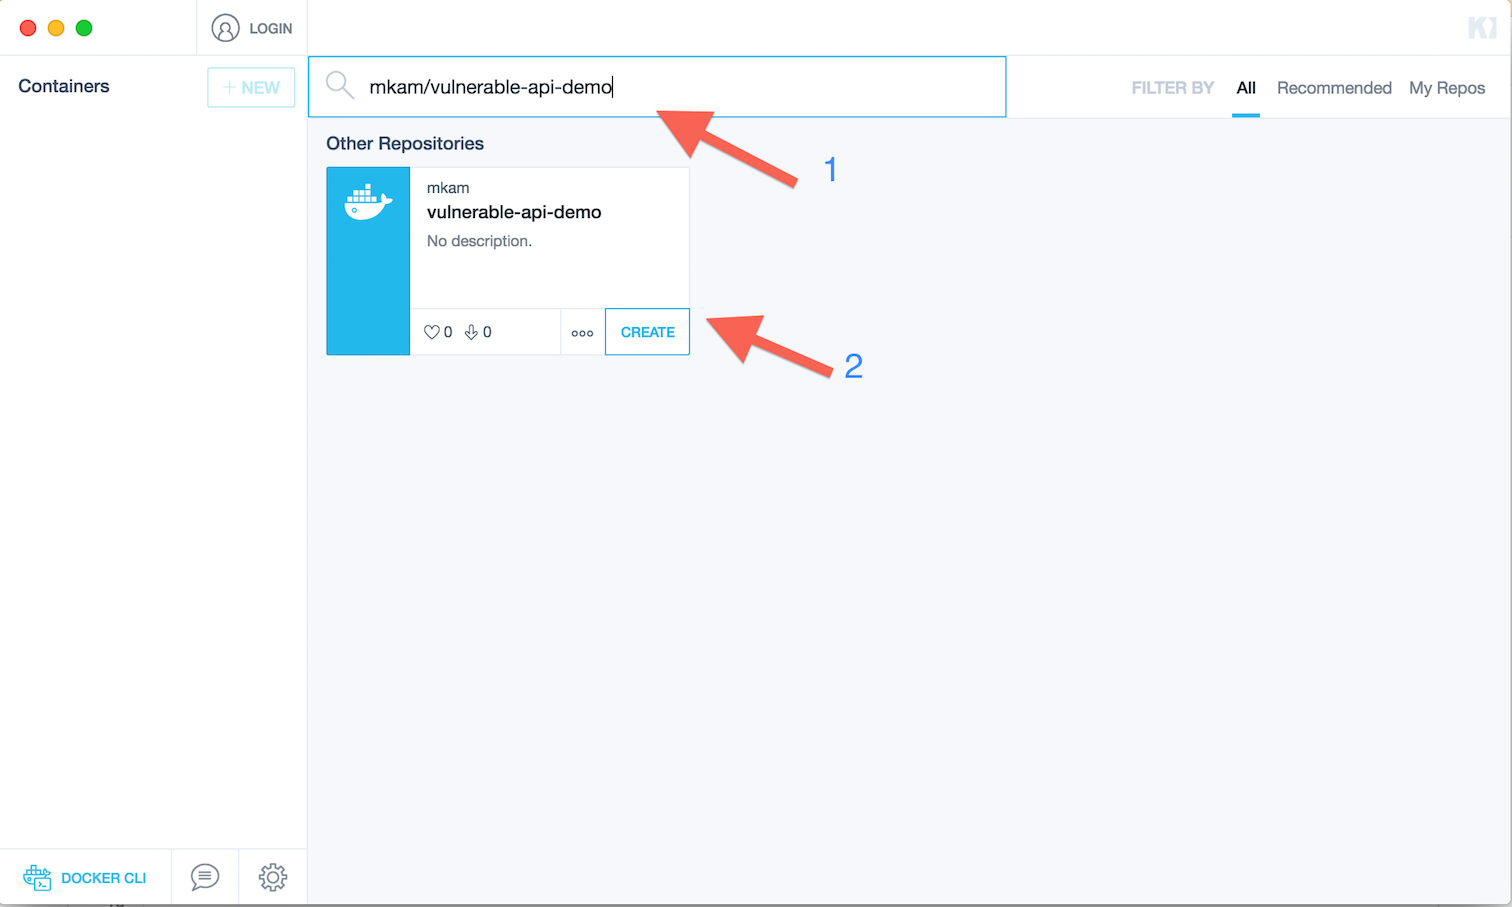 LOGIN
Containers
+ NEW
mkam/vulnerable-api-demo
FILTER BY All Recommended My Repos
1
Other Repositories
mkam
vulnerable-api-demo
No description.
0 0 CREATE
2
DOCKER CLI